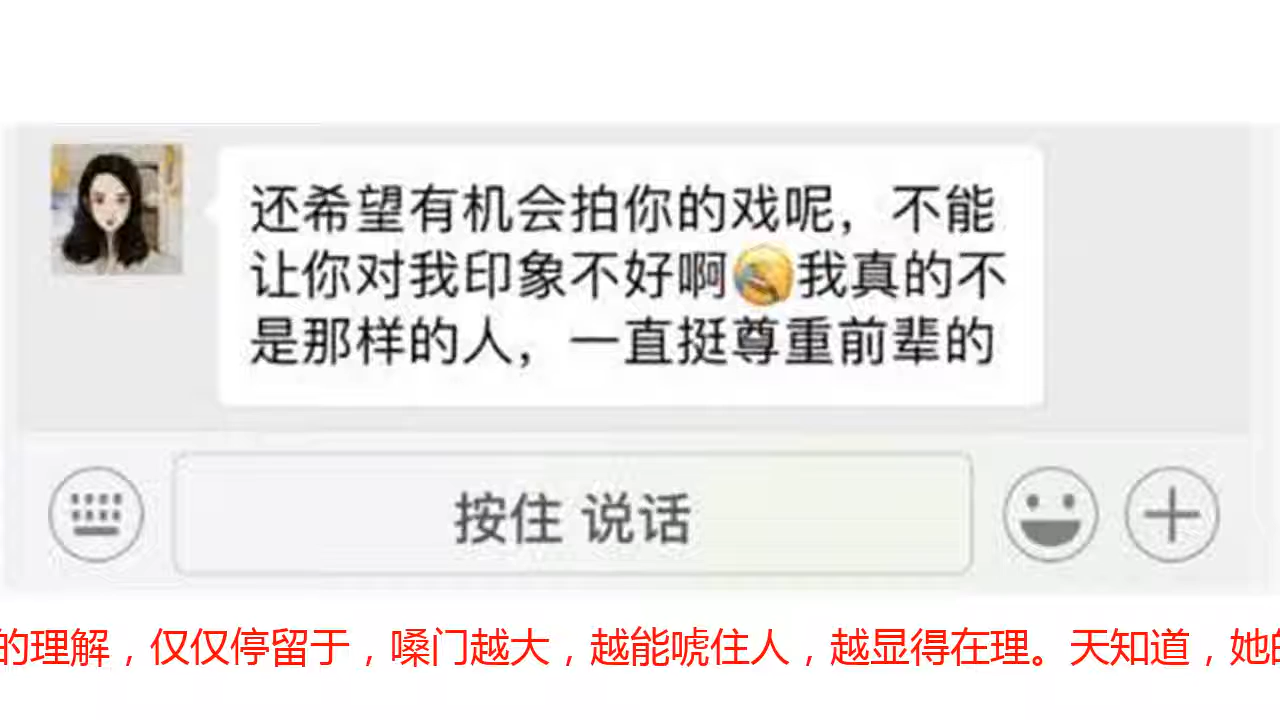 还希望有机会拍你的戏呢，不能
让你对我印象不好啊🤦我真的不
是那样的人，一直挺尊重前辈的
按住 说话
的理解，仅仅停留于，嗓门越大，越能唬住人，越显得在理。天知道，她的